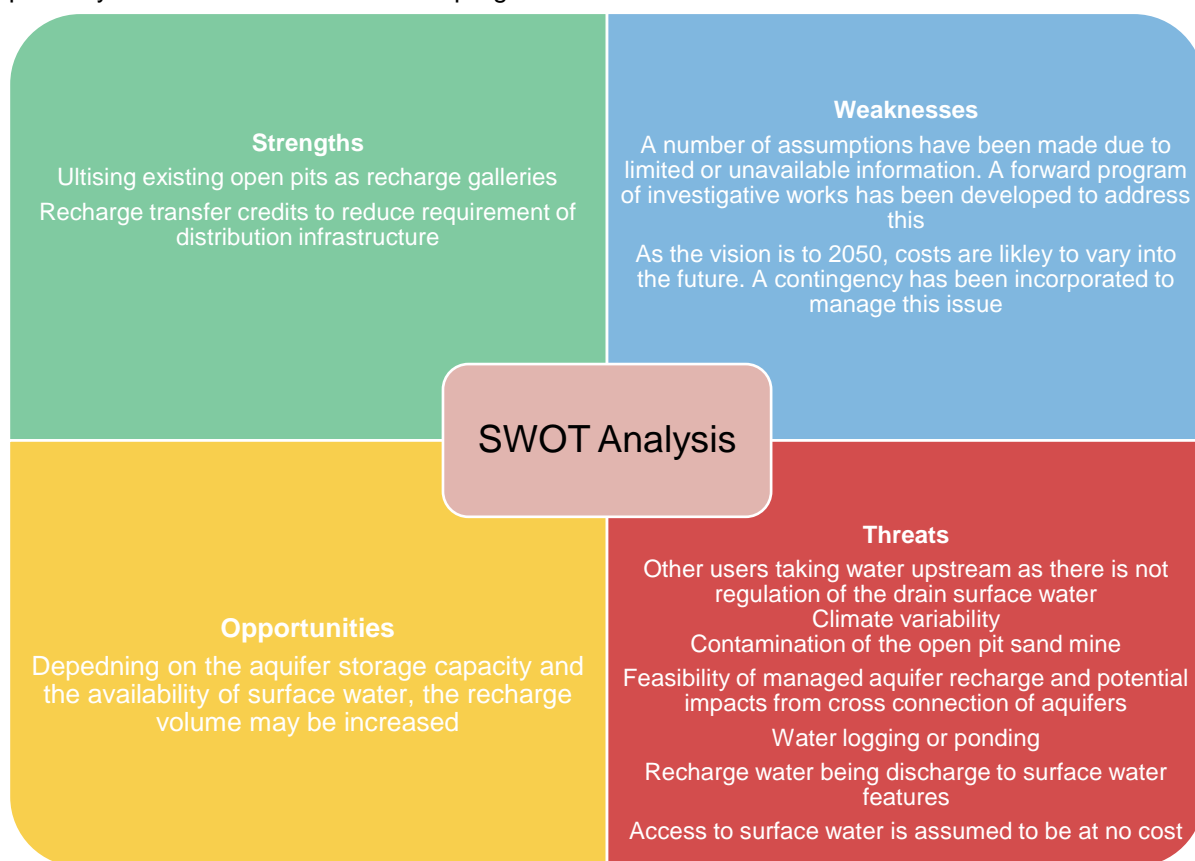 Strengths
Ultising existing open pits as recharge galleries
Recharge transfer credits to reduce requirement of
distribution infrastructure
Weaknesses
A number of assumptions have been made due to
limited or unavailable information. A forward program
of investigative works has been developed to address
this
As the vision is to 2050, costs are likley to vary into
the future. A contingency has been incorporated to
manage this issue
SWOT Analysis
Opportunities
Depedning on the aquifer storage capacity and
the availability of surface water, the recharge
volume may be increased
Threats
Other users taking water upstream as there is not
regulation of the drain surface water
Climate variability
Contamination of the open pit sand mine
Feasibility of managed aquifer recharge and potential
impacts from cross connection of aquifers
Water logging or ponding
Recharge water being discharge to surface water
features
Access to surface water is assumed to be at no cost